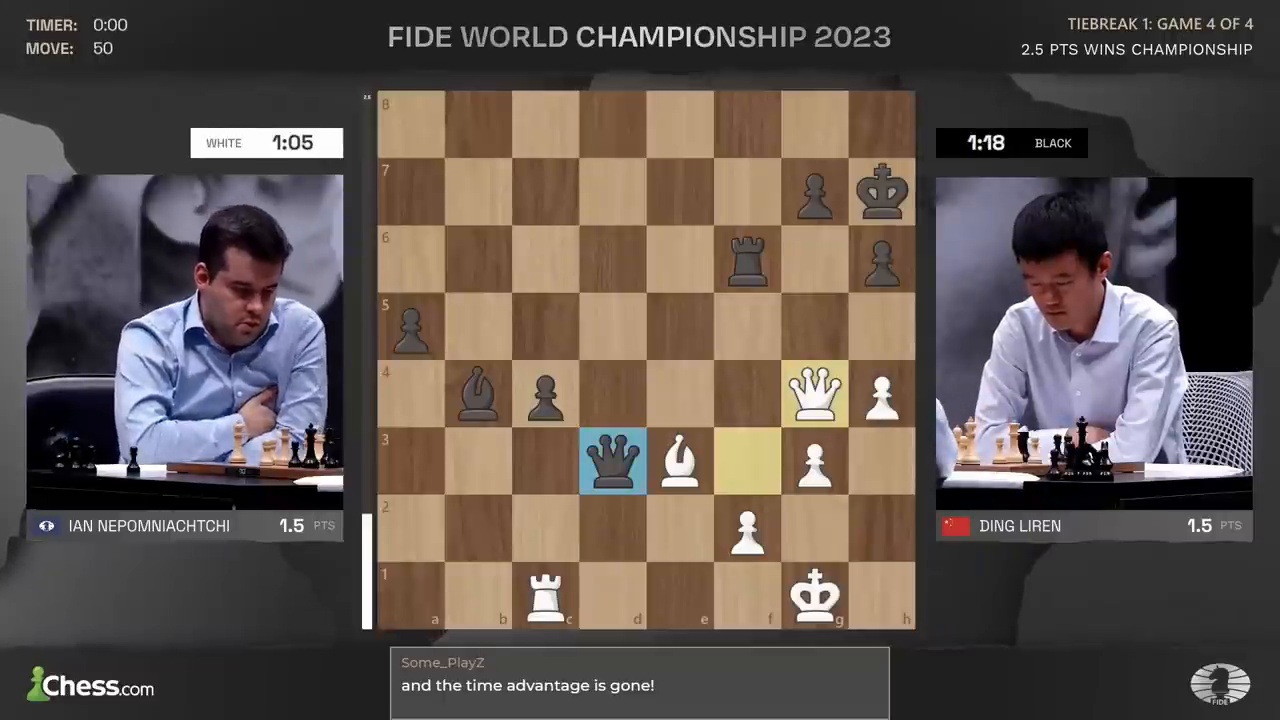 TIMER: 0:00
MOVE: 50
FIDE WORLD CHAMPIONSHIP 2023
TIEBREAK 1: GAME 4 OF 4
2.5 PTS WINS CHAMPIONSHIP
WHITE 1:05
1:18 BLACK
2.5
8
7
6
5
4
3
2
1
a b c d e f g h
IAN NEPOMNIACHTCHI 1.5 PTS
DING LIREN 1.5 PTS
Some_PlayZ
and the time advantage is gone!
Chess.com
FIDE